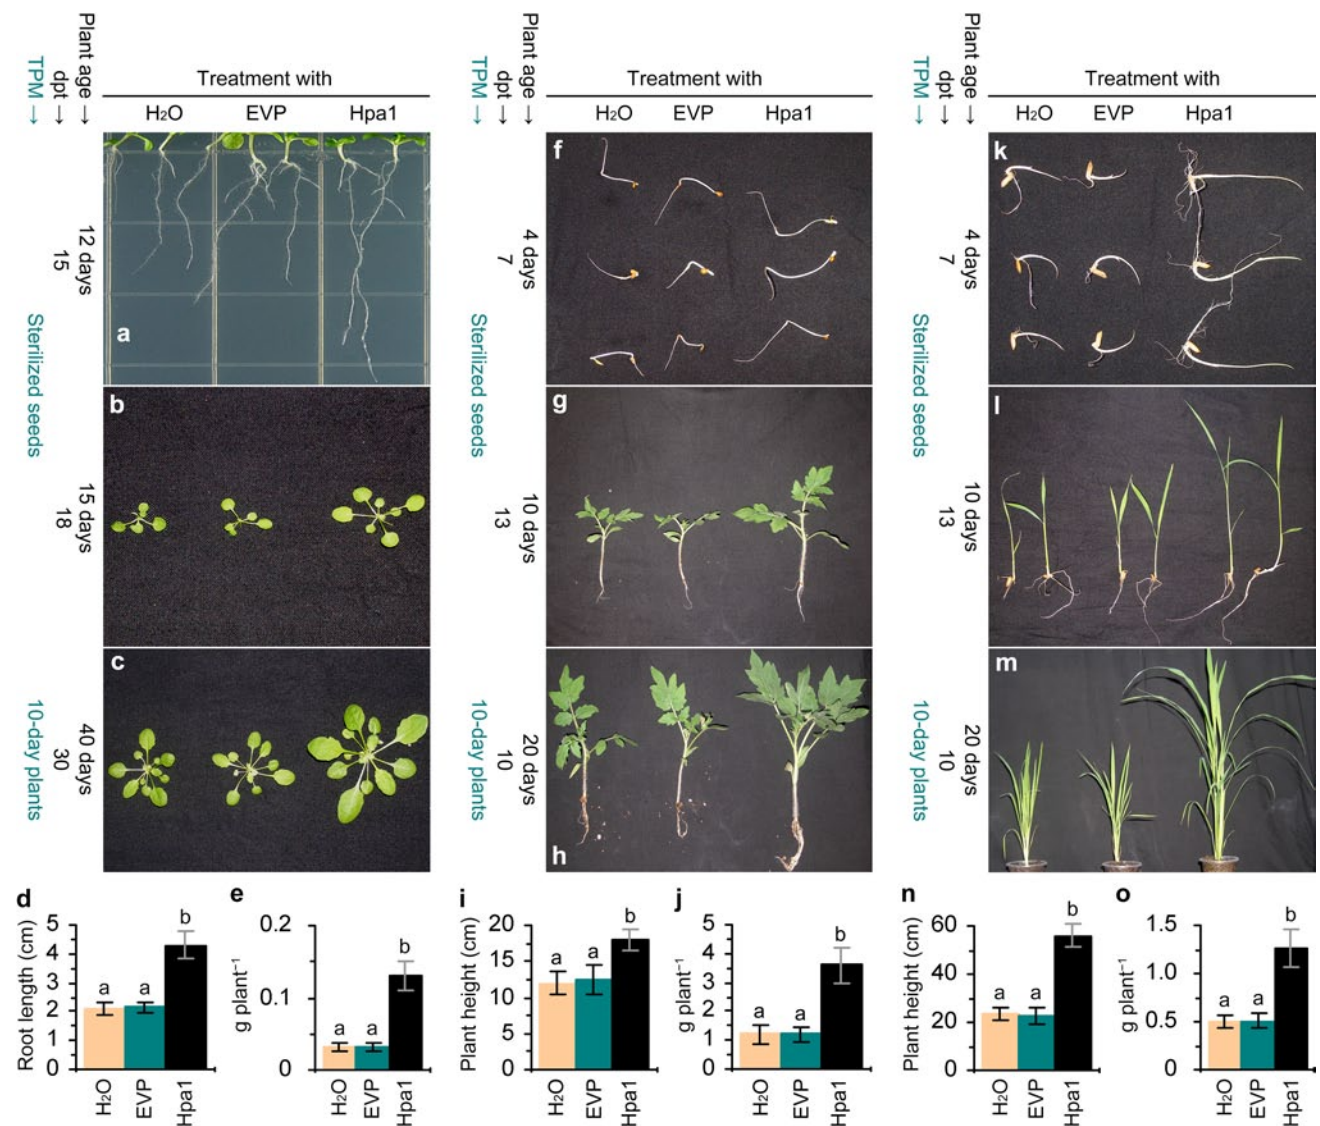 Plant age →
dpt →
TPM →
Treatment with
H2O EVP Hpa1
12 days
15
Sterilized seeds
a
b
15 days
18
c
40 days
30
10-day plants
Plant age →
dpt →
TPM →
Treatment with
H2O EVP Hpa1
f
4 days
7
Sterilized seeds
g
10 days
13
20 days
10
10-day plants
h
Plant age →
dpt →
TPM →
Treatment with
H2O EVP Hpa1
k
4 days
7
Sterilized seeds
l
10 days
13
m
20 days
10
10-day plants
d
Root length (cm)
5
4
3
2
1
0
a a b
H2O EVP Hpa1
e
g plant⁻¹
0.2
0.1
0
a a b
H2O EVP Hpa1
i
Plant height (cm)
20
15
10
5
0
a a b
H2O EVP Hpa1
j
g plant⁻¹
5
4
3
2
1
0
a a b
H2O EVP Hpa1
n
Plant height (cm)
60
40
20
0
a a b
H2O EVP Hpa1
o
g plant⁻¹
1.5
1.0
0.5
0
a a b
H2O EVP Hpa1